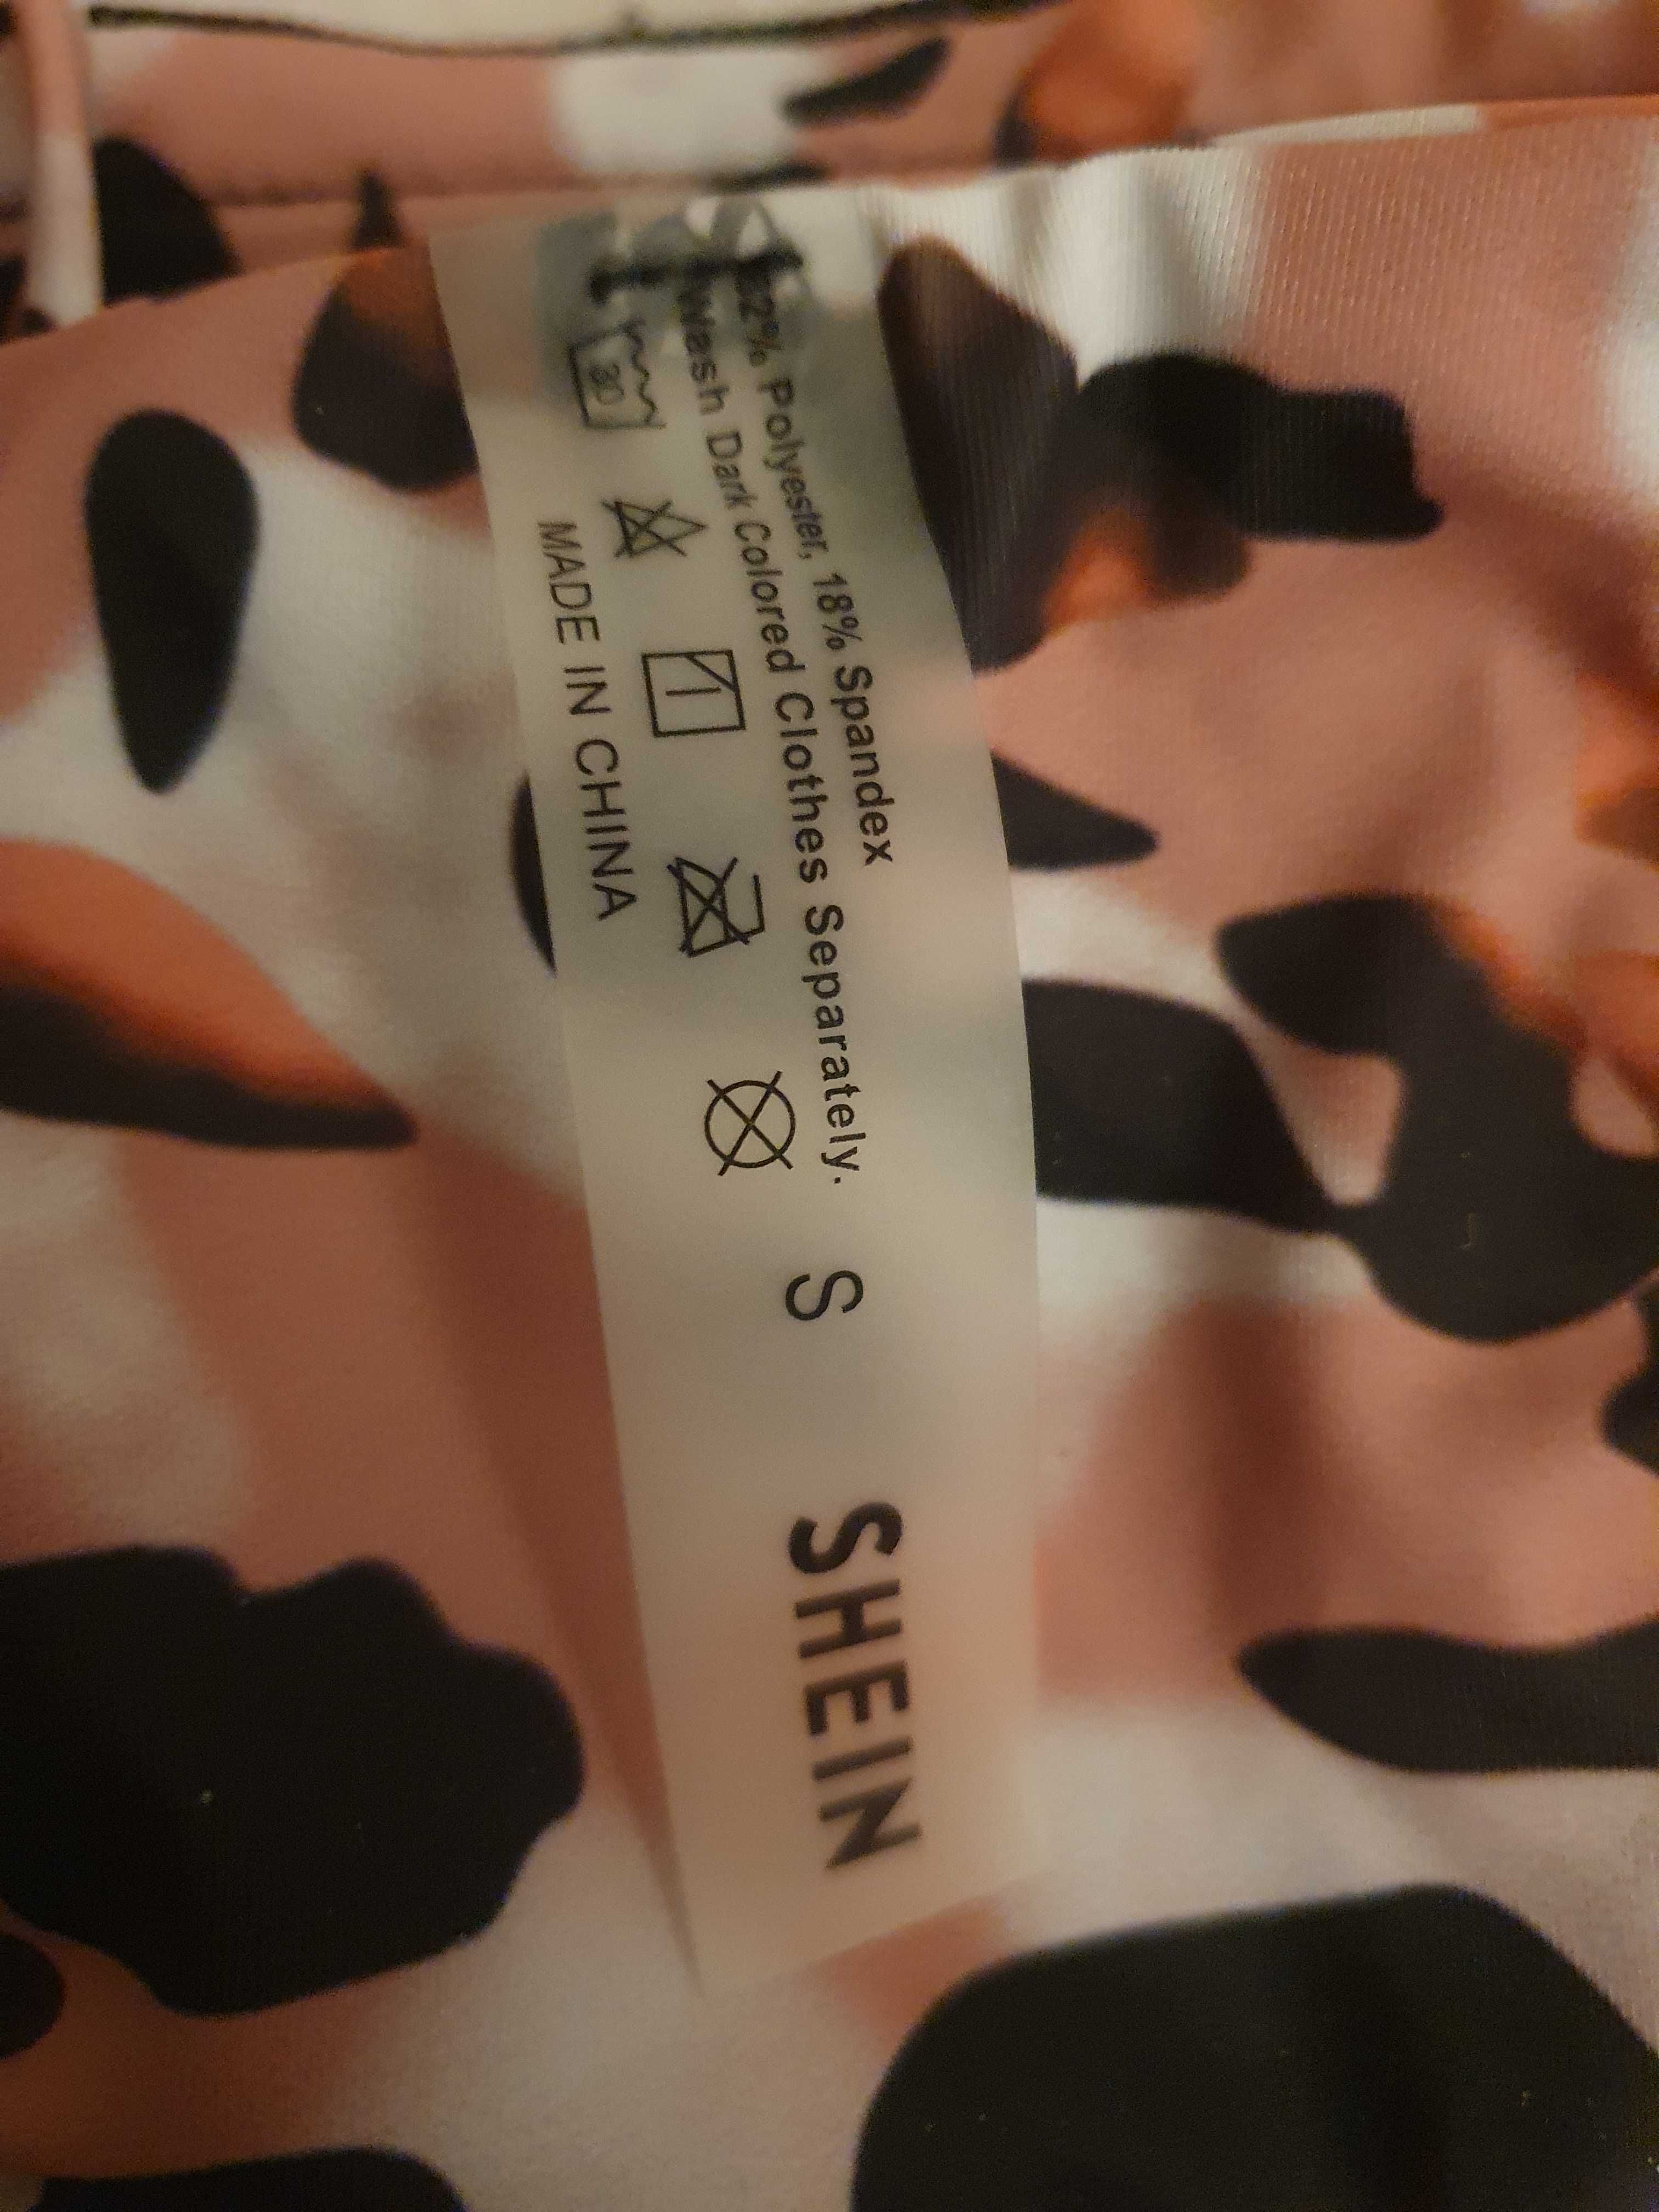 82% Polyester, 18% Spandex
Wash Dark Colored Clothes Separately.
30
MADE IN CHINA
S
SHEIN